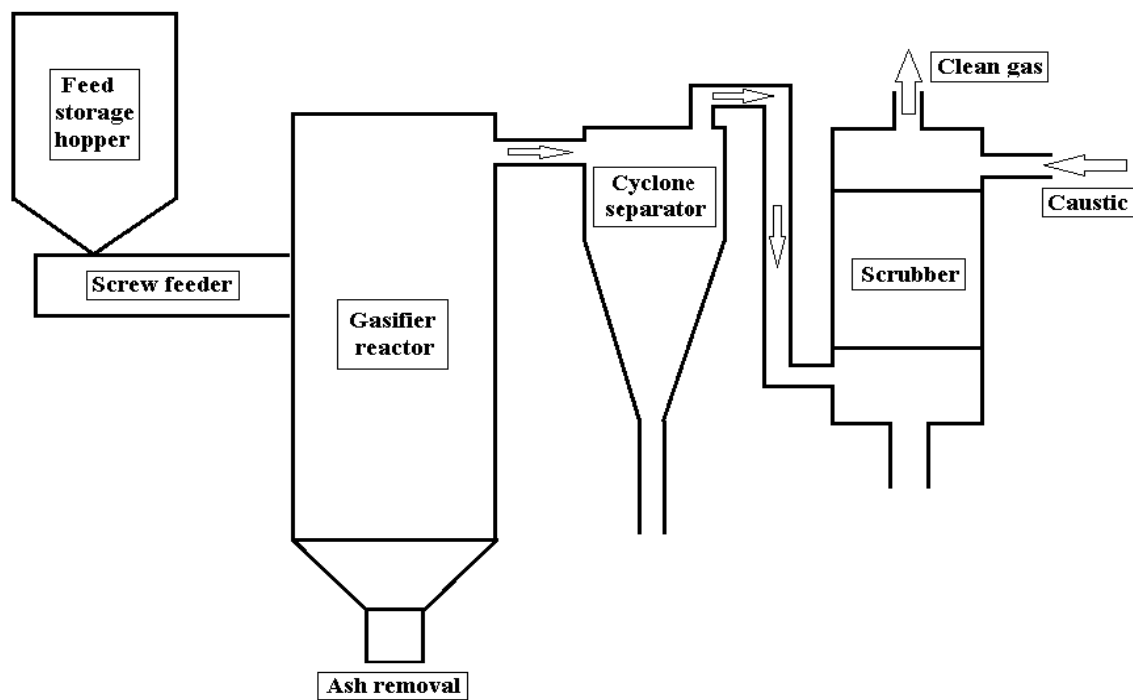 Feed
storage
hopper
Screw feeder
Gasifier
reactor
Ash removal
Cyclone
separator
Clean gas
Caustic
Scrubber